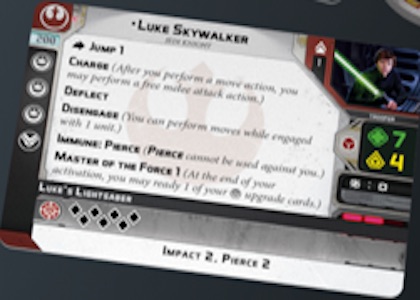 •Luke Skywalker
Jedi Knight
200
Jump 1
Charge (After you perform a move action, you
may perform a free melee attack action.)
Deflect
Disengage (You can perform moves while engaged
with 1 unit.)
Immune: Pierce (Pierce cannot be used against you.)
Master of the Force 1 (At the end of your
activation, you may ready 1 of your upgrade cards.)
1
Trooper
7
4
Luke's Lightsaber
Impact 2, Pierce 2